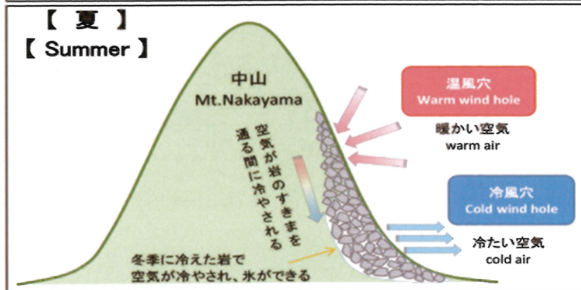 【 夏 】
【 Summer 】
中山
Mt.Nakayama
温風穴
Warm wind hole
暖かい空気
warm air
空気が岩のすきまを
通る間に冷やされる
冷風穴
Cold wind hole
冷たい空気
cold air
冬季に冷えた岩で
空気が冷やされ、氷ができる